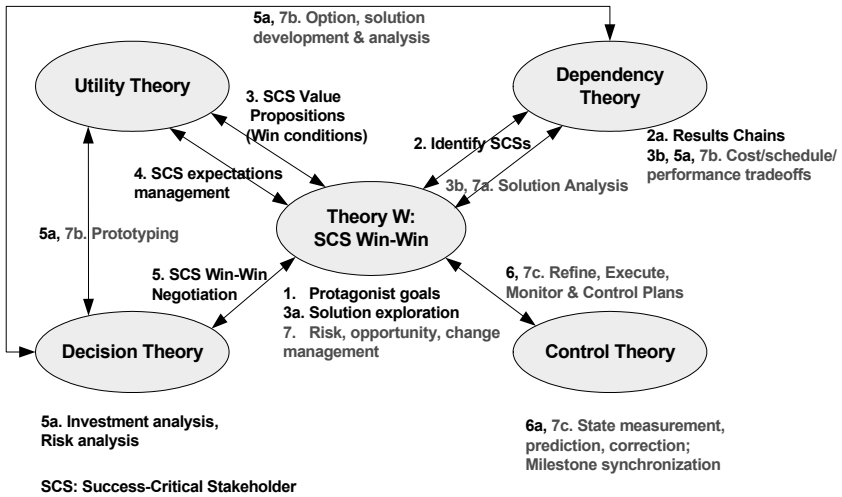 5a, 7b. Option, solution
development & analysis
Utility Theory
Dependency
Theory
3. SCS Value
Propositions
(Win conditions)
2. Identify SCSs
2a. Results Chains
3b, 5a, 7b. Cost/schedule/
performance tradeoffs
4. SCS expectations
management
3b, 7a. Solution Analysis
Theory W:
SCS Win-Win
5a, 7b. Prototyping
5. SCS Win-Win
Negotiation
6, 7c. Refine, Execute,
Monitor & Control Plans
1. Protagonist goals
3a. Solution exploration
7. Risk, opportunity, change
management
Decision Theory
Control Theory
5a. Investment analysis,
Risk analysis
6a, 7c. State measurement,
prediction, correction;
Milestone synchronization
SCS: Success-Critical Stakeholder